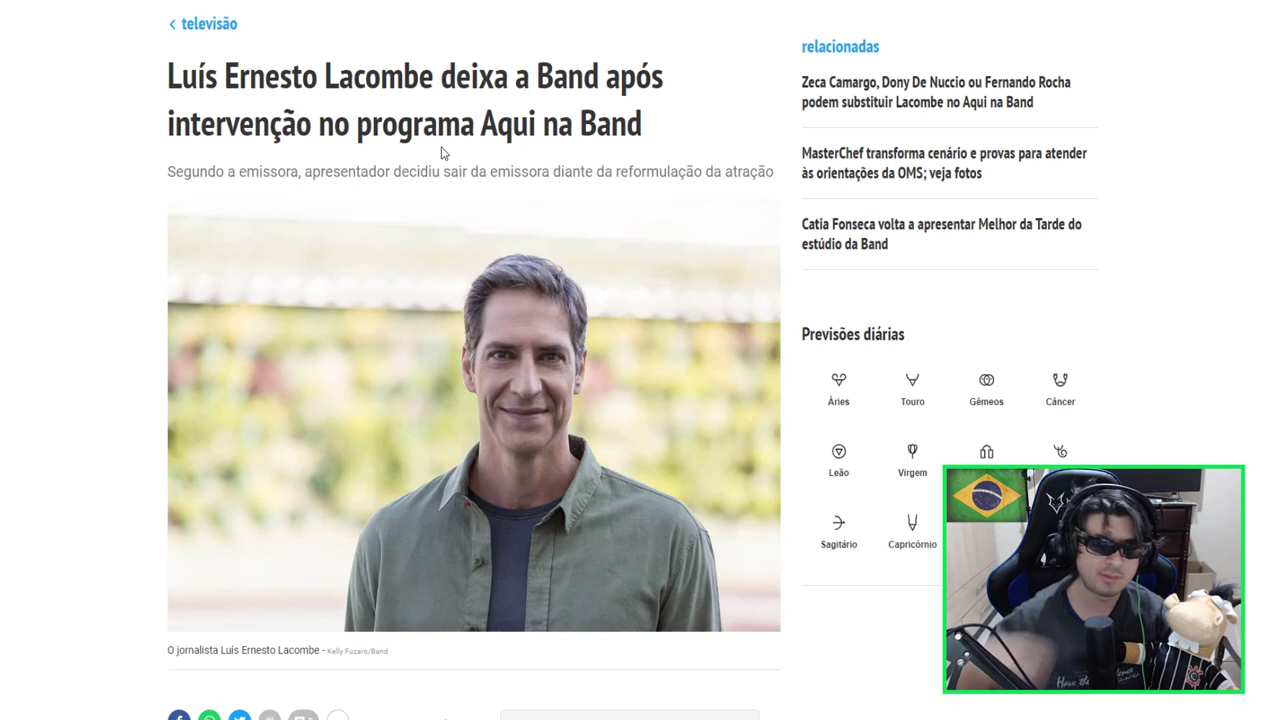 televisão
Luís Ernesto Lacombe deixa a Band após
intervenção no programa Aqui na Band
Segundo a emissora, apresentador decidiu sair da emissora diante da reformulação da atração
O jornalista Luís Ernesto Lacombe - Kelly Fuzaro/Band
relacionadas
Zeca Camargo, Dony De Nuccio ou Fernando Rocha
podem substituir Lacombe no Aqui na Band
MasterChef transforma cenário e provas para atender
às orientações da OMS; veja fotos
Catia Fonseca volta a apresentar Melhor da Tarde do
estúdio da Band
Previsões diárias
Áries
Touro
Gêmeos
Câncer
Leão
Virgem
Sagitário
Capricórnio
Have the